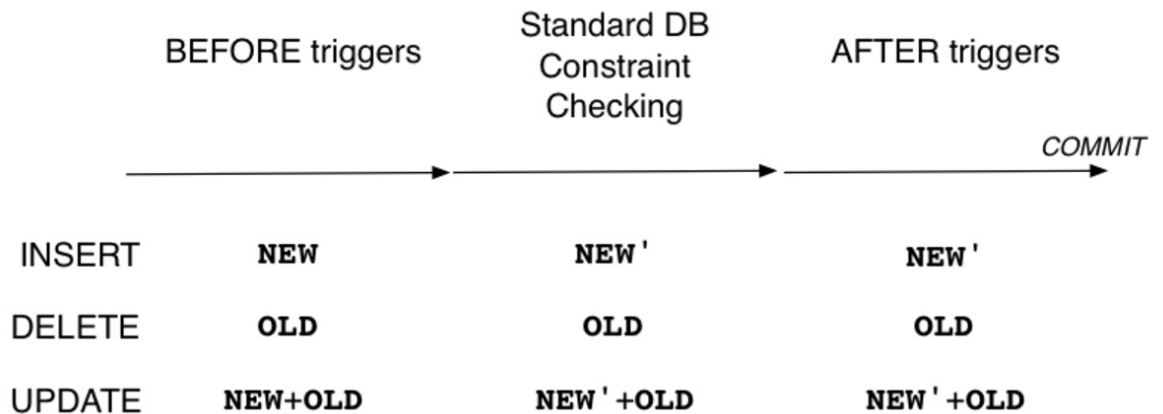 BEFORE triggers
Standard DB
Constraint
Checking
AFTER triggers
COMMIT
INSERT NEW NEW' NEW'
DELETE OLD OLD OLD
UPDATE NEW+OLD NEW'+OLD NEW'+OLD